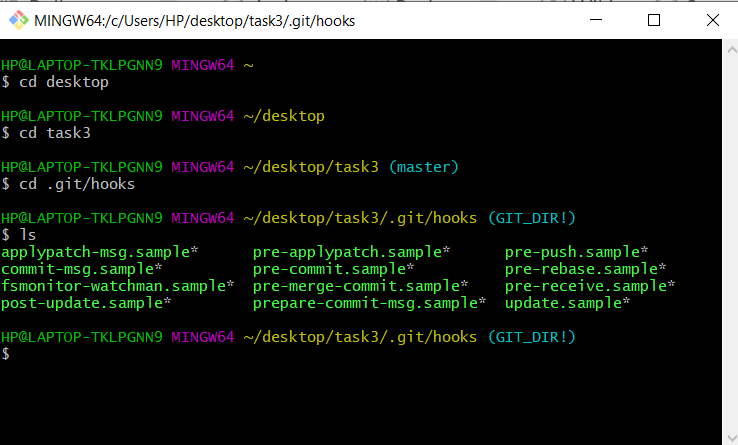 MINGW64:/c/Users/HP/desktop/task3/.git/hooks
HP@LAPTOP-TKLPGNN9 MINGW64 ~
$ cd desktop
HP@LAPTOP-TKLPGNN9 MINGW64 ~/desktop
$ cd task3
HP@LAPTOP-TKLPGNN9 MINGW64 ~/desktop/task3 (master)
$ cd .git/hooks
HP@LAPTOP-TKLPGNN9 MINGW64 ~/desktop/task3/.git/hooks (GIT_DIR!)
$ ls
applypatch-msg.sample* pre-applypatch.sample* pre-push.sample*
commit-msg.sample* pre-commit.sample* pre-rebase.sample*
fsmonitor-watchman.sample* pre-merge-commit.sample* pre-receive.sample*
post-update.sample* prepare-commit-msg.sample* update.sample*
HP@LAPTOP-TKLPGNN9 MINGW64 ~/desktop/task3/.git/hooks (GIT_DIR!)
$